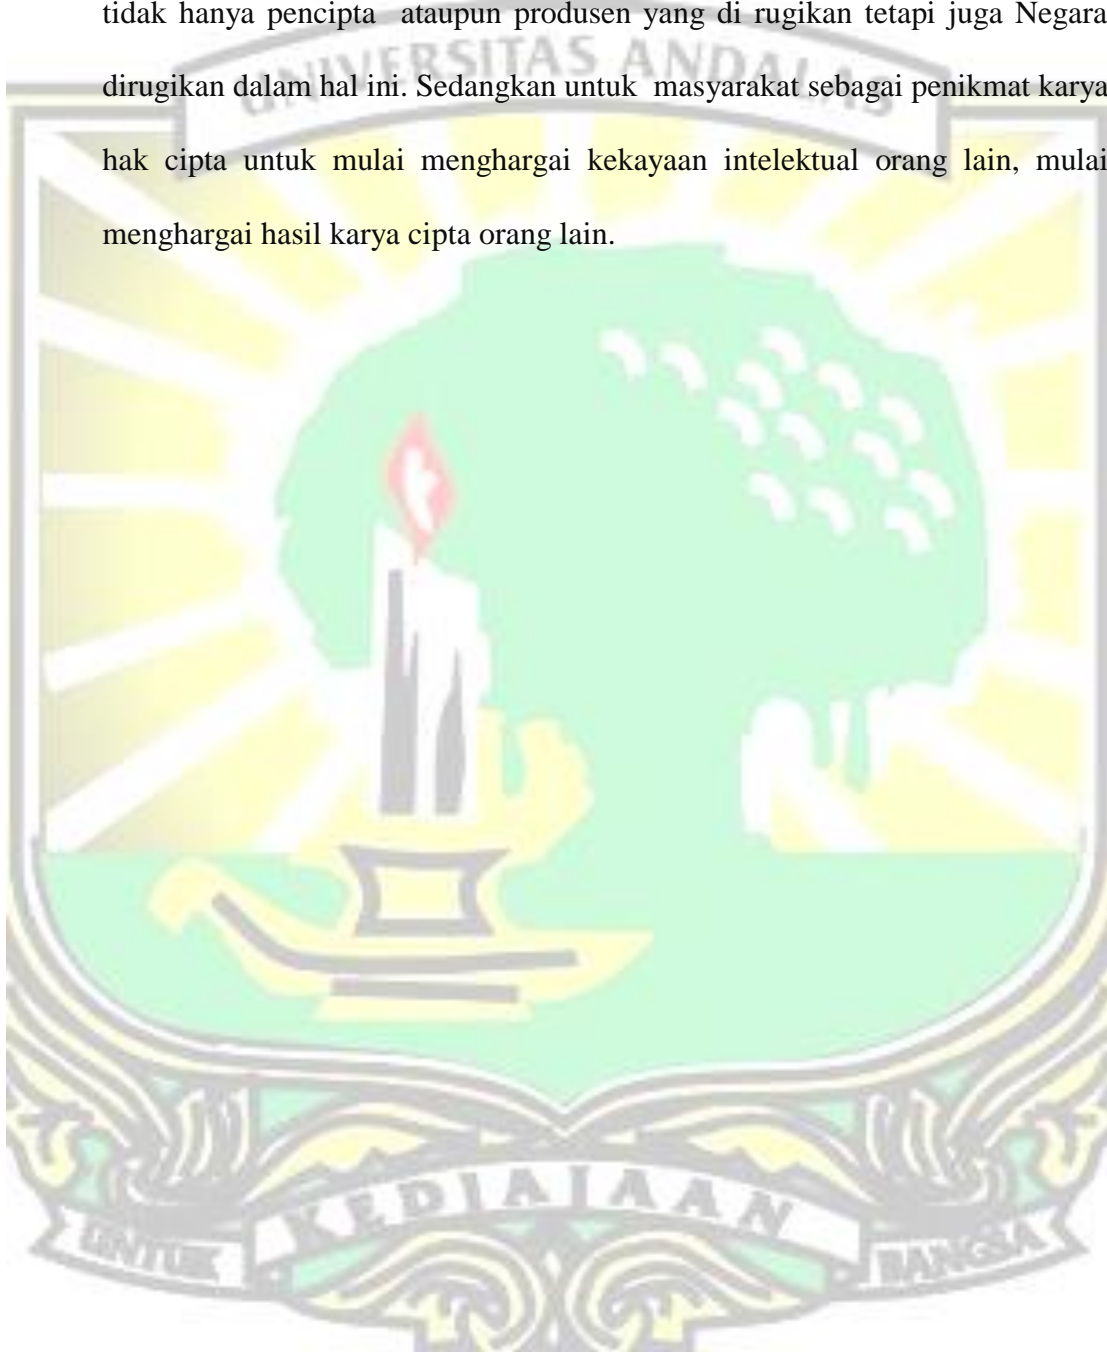 tidak hanya pencipta ataupun produsen yang di rugikan tetapi juga Negara
UNIVERSITAS ANDALAS
dirugikan dalam hal ini. Sedangkan untuk masyarakat sebagai penikmat karya
hak cipta untuk mulai menghargai kekayaan intelektual orang lain, mulai
menghargai hasil karya cipta orang lain.
KEDJAJAAN
UNTUK
BANGSA